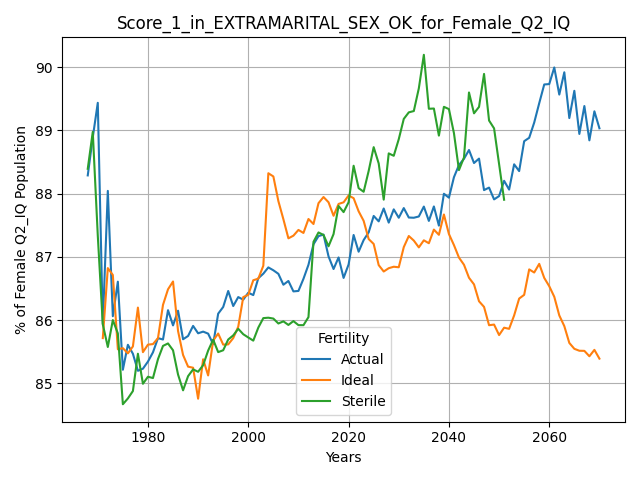 Score_1_in_EXTRAMARITAL_SEX_OK_for_Female_Q2_IQ
% of Female Q2_IQ Population
90
89
88
87
86
85
Fertility
Actual
Ideal
Sterile
1980 2000 2020 2040 2060
Years